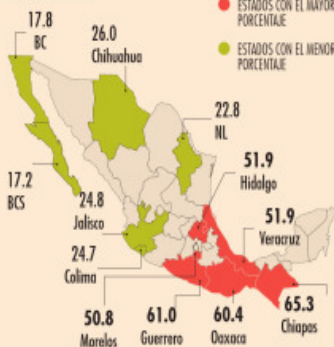 ESTADOS CON EL MAYOR
PORCENTAJE
ESTADOS CON EL MENOR
PORCENTAJE
17.8
BC
26.0
Chihuahua
22.8
NL
51.9
Hidalgo
17.2
BCS
24.8
Jalisco
51.9
Veracruz
24.7
Colima
50.8
Morelos
61.0
Guerrero
60.4
Oaxaca
65.3
Chiapas